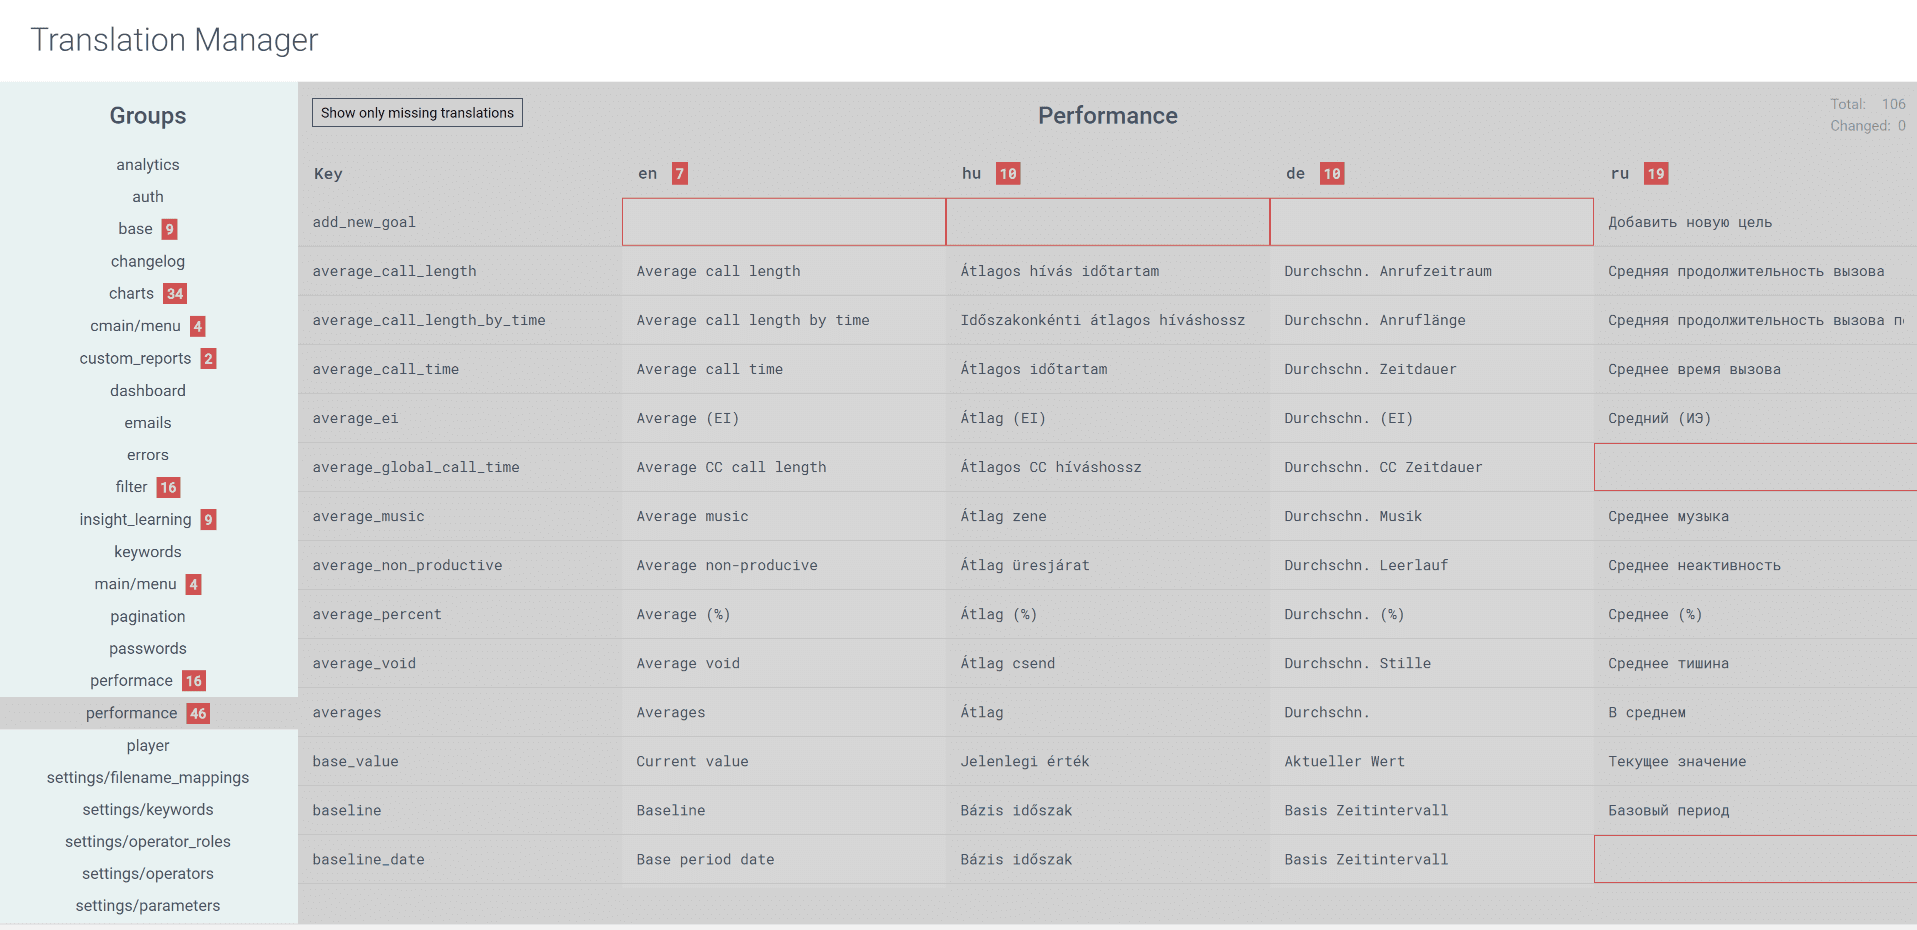 Translation Manager
Groups
analytics
auth
base 9
changelog
charts 34
cmain/menu 4
custom_reports 2
dashboard
emails
errors
filter 16
insight_learning 9
keywords
main/menu 4
pagination
passwords
performace 16
performance 46
player
settings/filename_mappings
settings/keywords
settings/operator_roles
settings/operators
settings/parameters
Show only missing translations
Performance
Total: 106
Changed: 0
Key en 7 hu 10 de 10 ru 19
add_new_goal Добавить новую цель
average_call_length Average call length Átlagos hívás időtartam Durchschn. Anrufzeitraum Средняя продолжительность вызова
average_call_length_by_time Average call length by time Időszakonkénti átlagos híváshossz Durchschn. Anruflänge Средняя продолжительность вызова
average_call_time Average call time Átlagos időtartam Durchschn. Zeitdauer Среднее время вызова
average_ei Average (EI) Átlag (EI) Durchschn. (EI) Средний (ИЭ)
average_global_call_time Average CC call length Átlagos CC híváshossz Durchschn. CC Zeitdauer
average_music Average music Átlag zene Durchschn. Musik Среднее музыка
average_non_productive Average non-producive Átlag üresjárat Durchschn. Leerlauf Среднее неактивность
average_percent Average (%) Átlag (%) Durchschn. (%) Среднее (%)
average_void Average void Átlag csend Durchschn. Stille Среднее тишина
averages Averages Átlag Durchschn. В среднем
base_value Current value Jelenlegi érték Aktueller Wert Текущее значение
baseline Baseline Bázis időszak Basis Zeitintervall Базовый период
baseline_date Base period date Bázis időszak Basis Zeitintervall